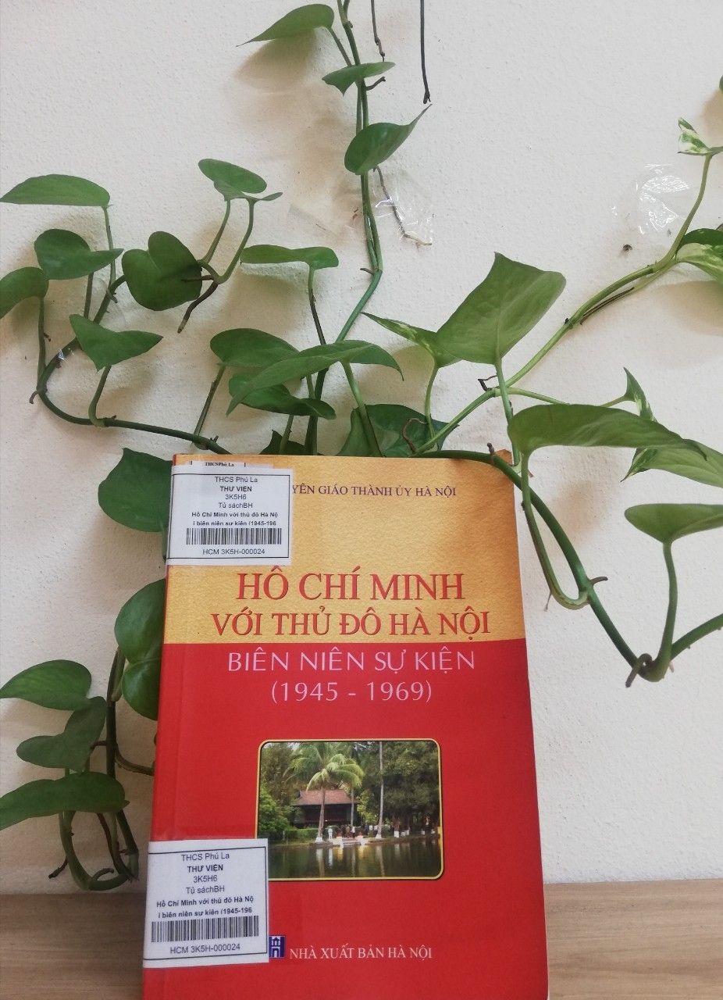 THCSPhú La
THCS Phú La
THƯ VIỆN
3K5H6
Tủ sáchBH
Hồ Chí Minh với thủ đô Hà Nộ
i biên niên sự kiện (1945-196
HCM 3K5H-000024
YÊN GIÁO THÀNH ỦY HÀ NỘI
HỒ CHÍ MINH
VỚI THỦ ĐÔ HÀ NỘI
BIÊN NIÊN SỰ KIỆN
(1945 - 1969)
THCS Phú La
THƯ VIỆN
3K5H6
Tủ sáchBH
Hồ Chí Minh với thủ đô Hà Nộ
i biên niên sự kiện (1945-196
HCM 3K5H-000024
NHÀ XUẤT BẢN HÀ NỘI